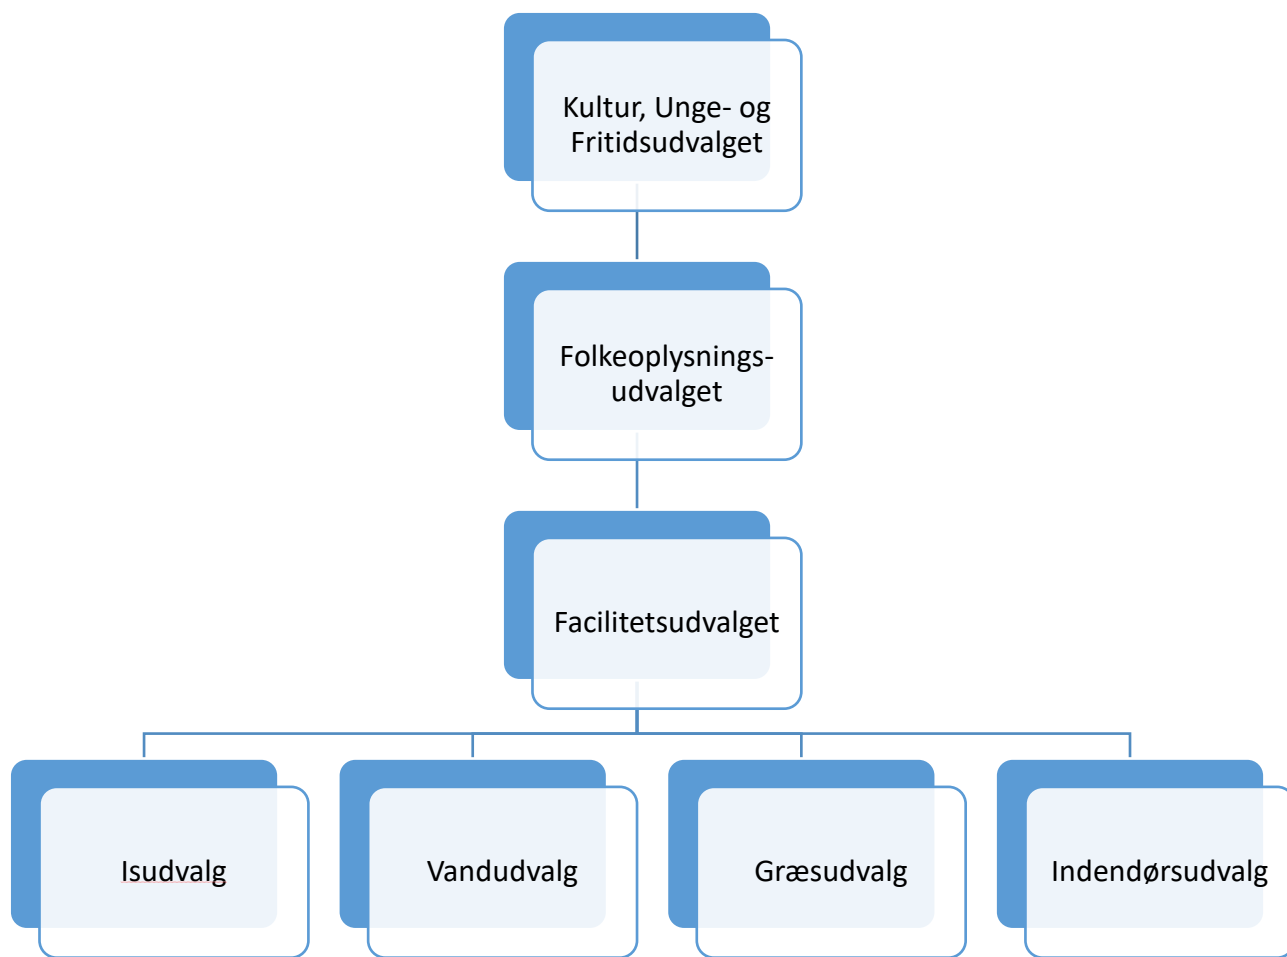 Kultur, Unge- og
Fritidsudvalget
Folkeoplysnings-
udvalget
Facilitetsudvalget
Isudvalg
Vandudvalg
Græsudvalg
Indendørsudvalg